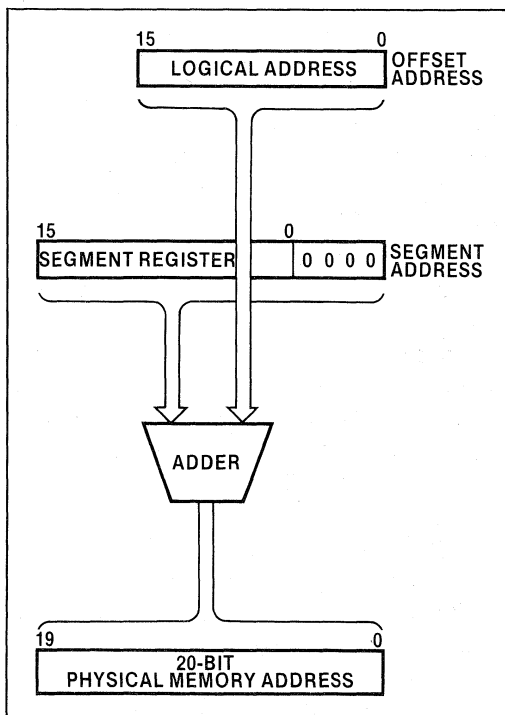 15 0
LOGICAL ADDRESS
OFFSET
ADDRESS
15 0
SEGMENT REGISTER 0 0 0 0
SEGMENT
ADDRESS
ADDER
19 0
20-BIT
PHYSICAL MEMORY ADDRESS